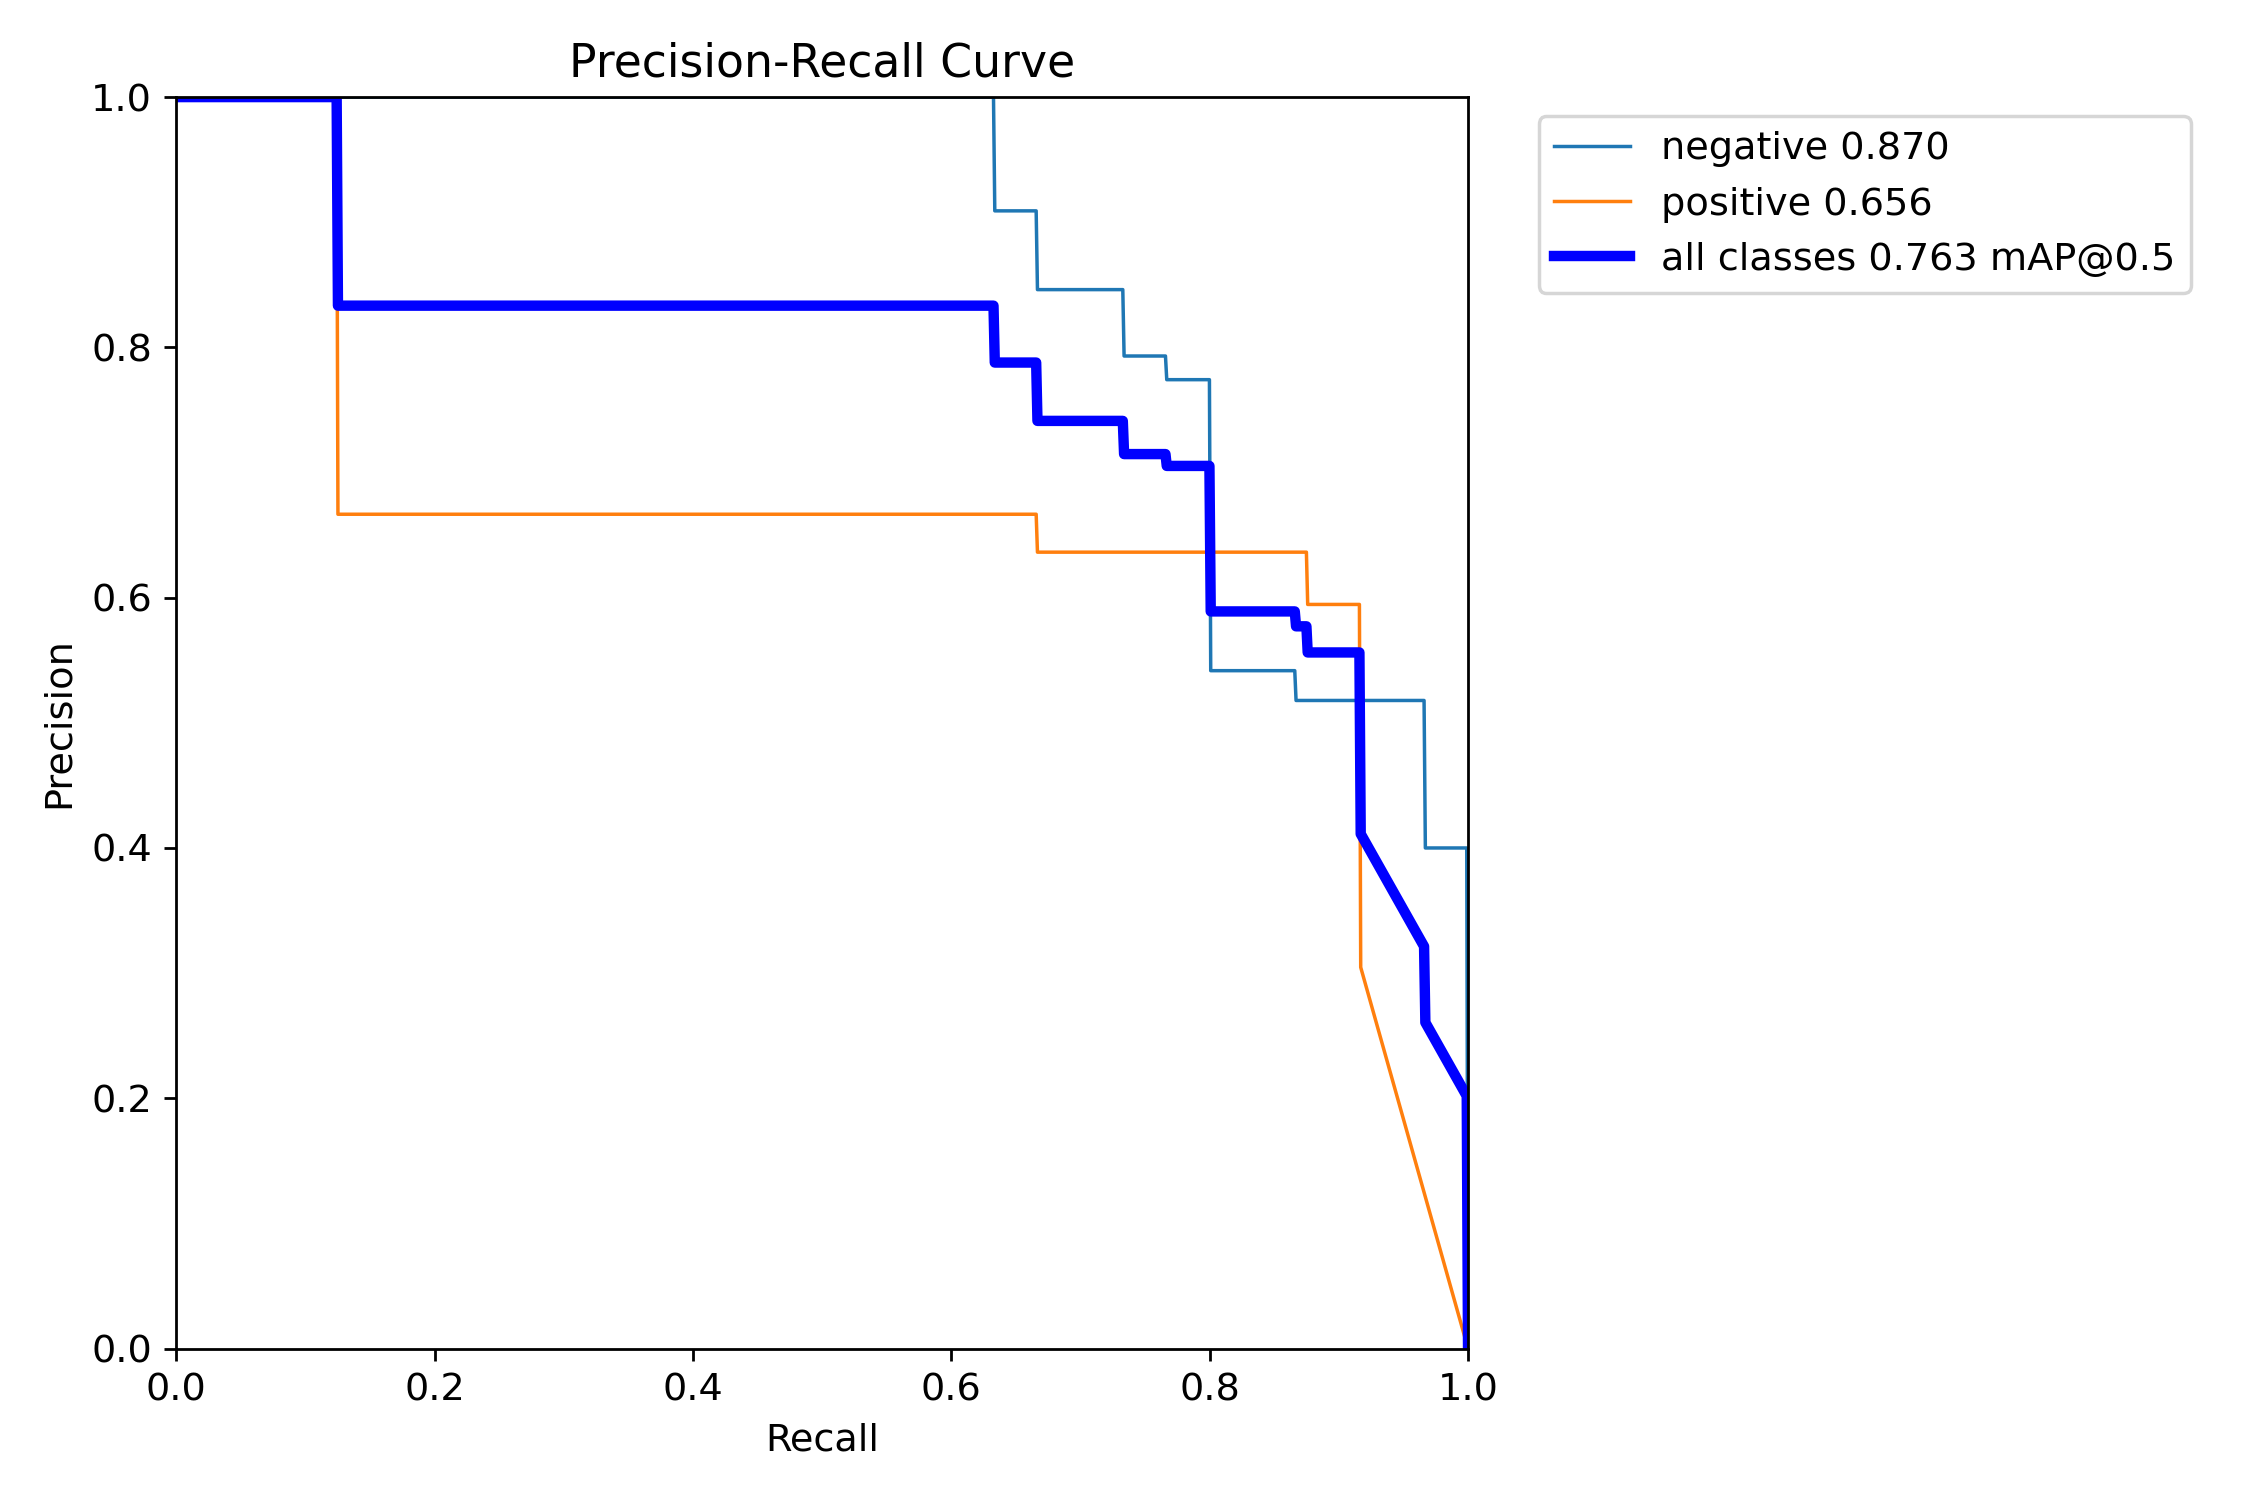 Precision-Recall Curve
1.0
0.8
0.6
0.4
0.2
0.0
Precision
0.0 0.2 0.4 0.6 0.8 1.0
Recall
negative 0.870
positive 0.656
all classes 0.763 mAP@0.5